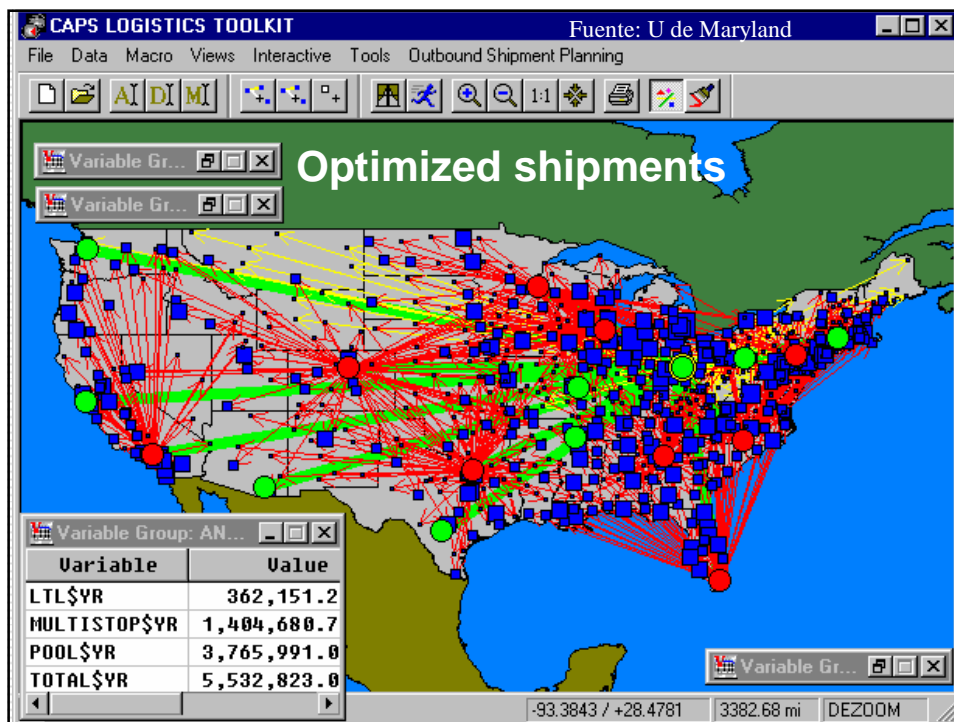 CAPS LOGISTICS TOOLKIT
Fuente: U de Maryland
File Data Macro Views Interactive Tools Outbound Shipment Planning
A D M 1:1
Variable Gr...
Optimized shipments
Variable Gr...
Variable Group: AN...
Variable Value
LTL$YR 362,151.2
MULTISTOP$YR 1,404,680.7
POOL$YR 3,765,991.0
TOTAL$YR 5,532,823.0
Variable Gr...
-93.3843 / +28.4781 3382.68 mi DEZOOM